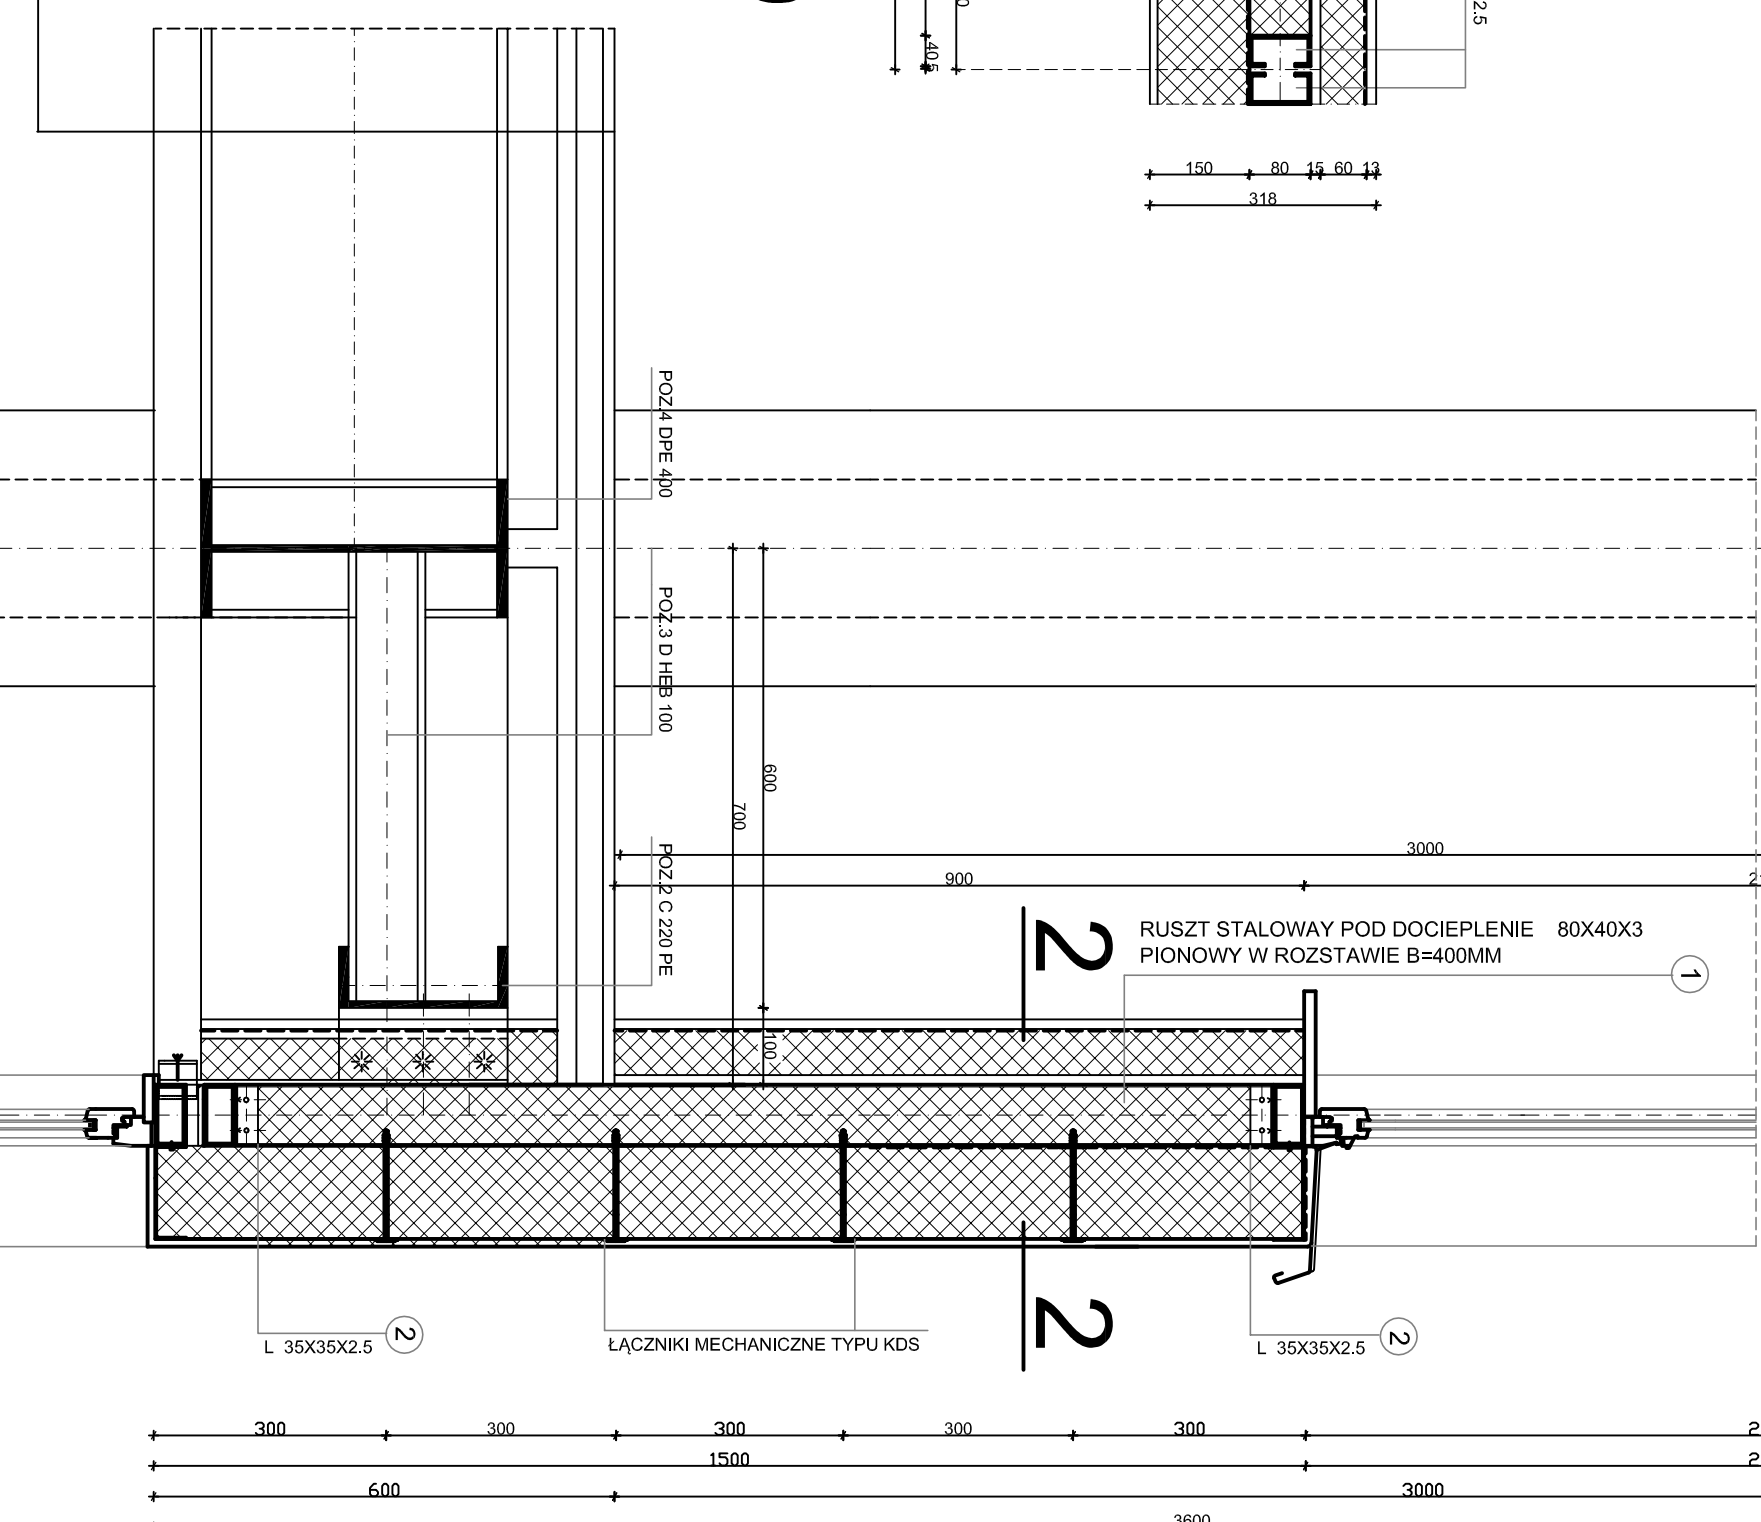 2.5
40.5
150 80 15 60 13
318
POZ.4 DPE 400
POZ.3 D HEB 100
600
700
POZ.2 C 220 PE
100
3000
900
2
RUSZT STALOWAY POD DOCIEPLENIE 80X40X3
PIONOWY W ROZSTAWIE B=400MM
1
2
L 35X35X2.5
ŁĄCZNIKI MECHANICZNE TYPU KDS
2
L 35X35X2.5
2
300 300 300 300 300 2
1500 2
600 3000
3600